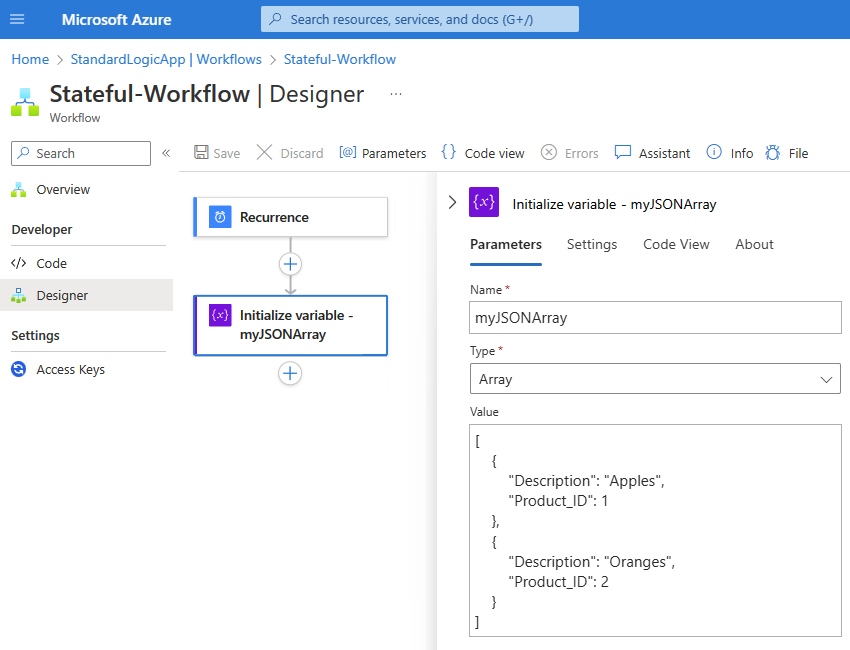 Microsoft Azure
Search resources, services, and docs (G+/)
Home > StandardLogicApp | Workflows > Stateful-Workflow
Stateful-Workflow | Designer ...
Workflow
Search
«
Overview
Developer
</> Code
Designer
Settings
Access Keys
Save
Discard
[@] Parameters
{} Code view
Errors
Assistant
Info
File
Recurrence
{x} Initialize variable -
myJSONArray
{x} Initialize variable - myJSONArray
Parameters
Settings
Code View
About
Name *
myJSONArray
Type *
Array
Value
[
{
"Description": "Apples",
"Product_ID": 1
},
{
"Description": "Oranges",
"Product_ID": 2
}
]